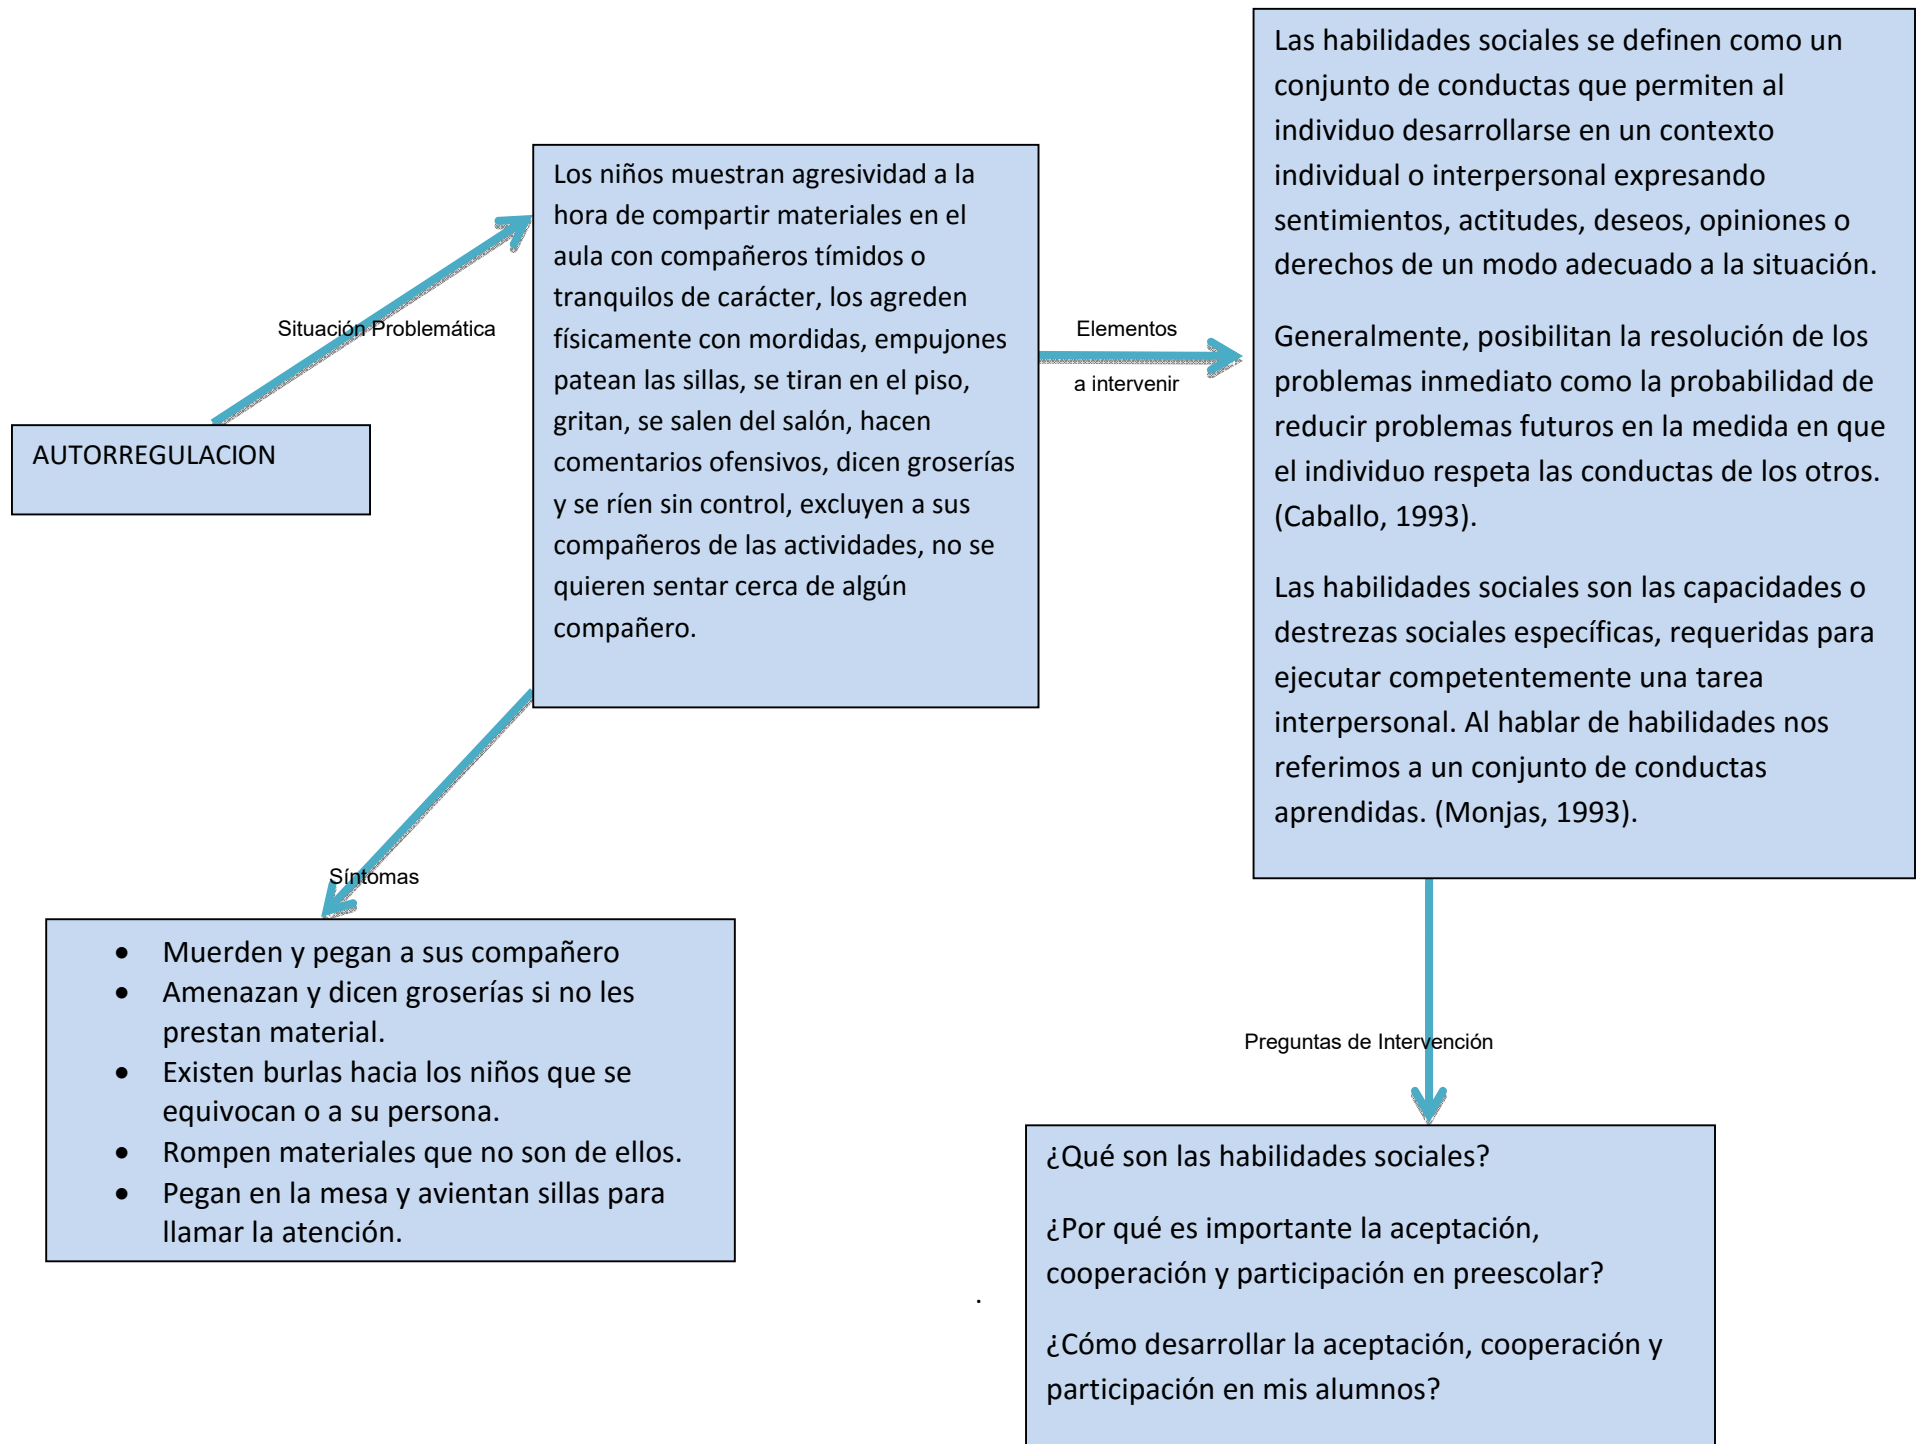 AUTORREGULACION
Situación Problemática
Los niños muestran agresividad a la
hora de compartir materiales en el
aula con compañeros tímidos o
tranquilos de carácter, los agreden
físicamente con mordidas, empujones
patean las sillas, se tiran en el piso,
gritan, se salen del salón, hacen
comentarios ofensivos, dicen groserías
y se ríen sin control, excluyen a sus
compañeros de las actividades, no se
quieren sentar cerca de algún
compañero.
Síntomas
• Muerden y pegan a sus compañero
• Amenazan y dicen groserías si no les
prestan material.
• Existen burlas hacia los niños que se
equivocan o a su persona.
• Rompen materiales que no son de ellos.
• Pegan en la mesa y avientan sillas para
llamar la atención.
Elementos
a intervenir
Las habilidades sociales se definen como un
conjunto de conductas que permiten al
individuo desarrollarse en un contexto
individual o interpersonal expresando
sentimientos, actitudes, deseos, opiniones o
derechos de un modo adecuado a la situación.
Generalmente, posibilitan la resolución de los
problemas inmediato como la probabilidad de
reducir problemas futuros en la medida en que
el individuo respeta las conductas de los otros.
(Caballo, 1993).
Las habilidades sociales son las capacidades o
destrezas sociales específicas, requeridas para
ejecutar competentemente una tarea
interpersonal. Al hablar de habilidades nos
referimos a un conjunto de conductas
aprendidas. (Monjas, 1993).
Preguntas de Intervención
¿Qué son las habilidades sociales?
¿Por qué es importante la aceptación,
cooperación y participación en preescolar?
¿Cómo desarrollar la aceptación, cooperación y
participación en mis alumnos?
.